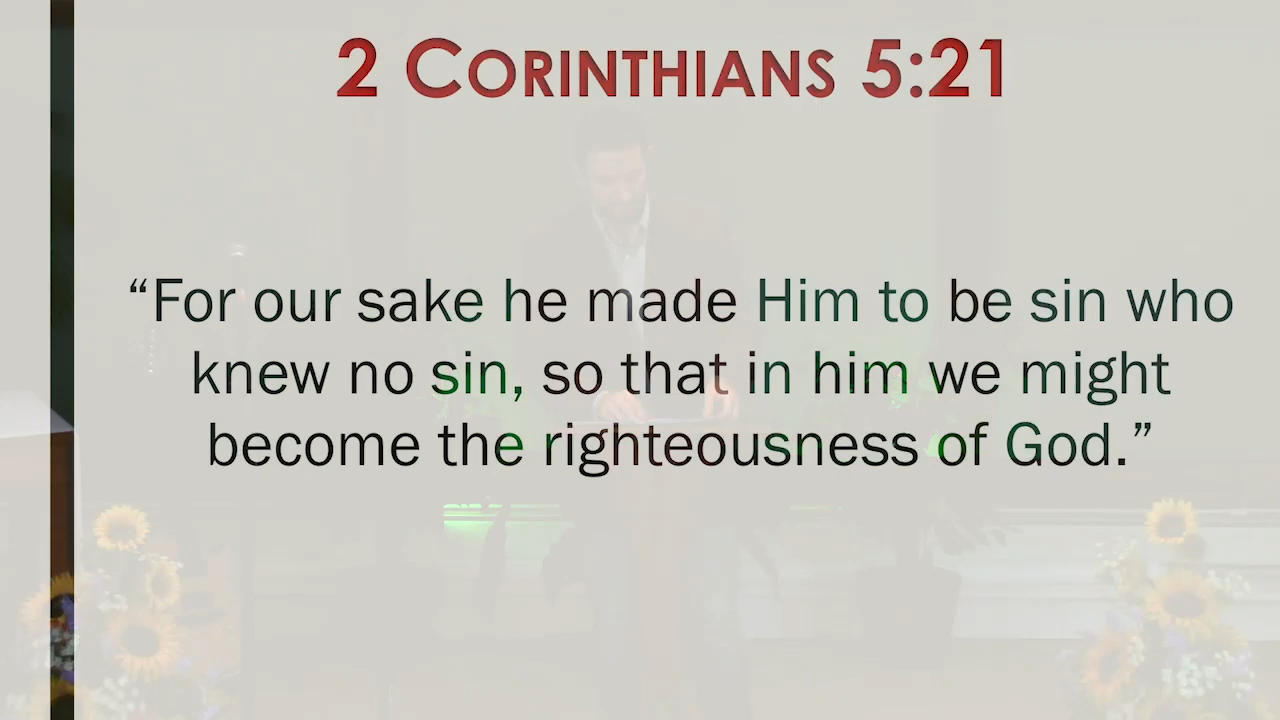 2 CORINTHIANS 5:21
“For our sake he made Him to be sin who
knew no sin, so that in him we might
become the righteousness of God.”